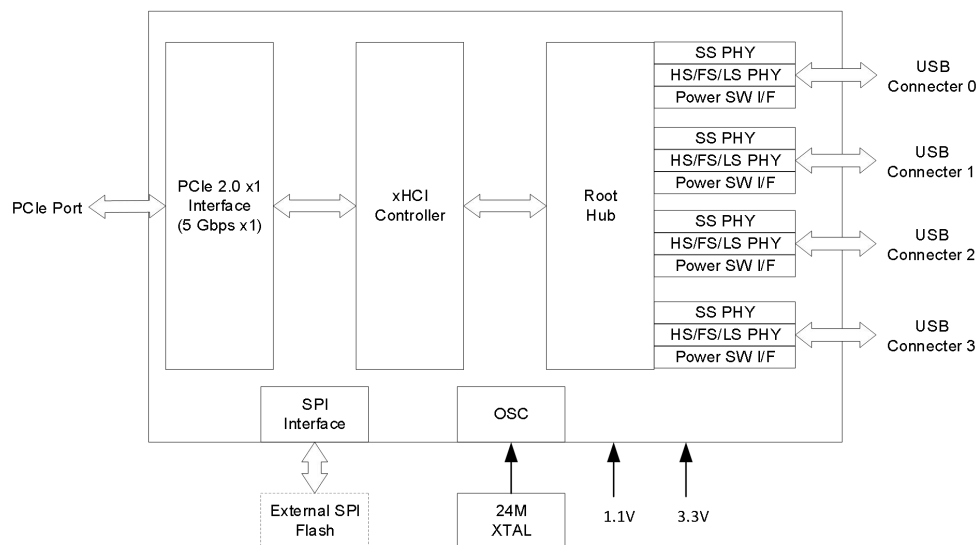 PCIe Port
PCIe 2.0 x1
Interface
(5 Gbps x1)
xHCI
Controller
Root
Hub
SS PHY
HS/FS/LS PHY
Power SW I/F
USB
Connecter 0
SS PHY
HS/FS/LS PHY
Power SW I/F
USB
Connecter 1
SS PHY
HS/FS/LS PHY
Power SW I/F
USB
Connecter 2
SS PHY
HS/FS/LS PHY
Power SW I/F
USB
Connecter 3
SPI
Interface
OSC
External SPI
Flash
24M
XTAL
1.1V
3.3V